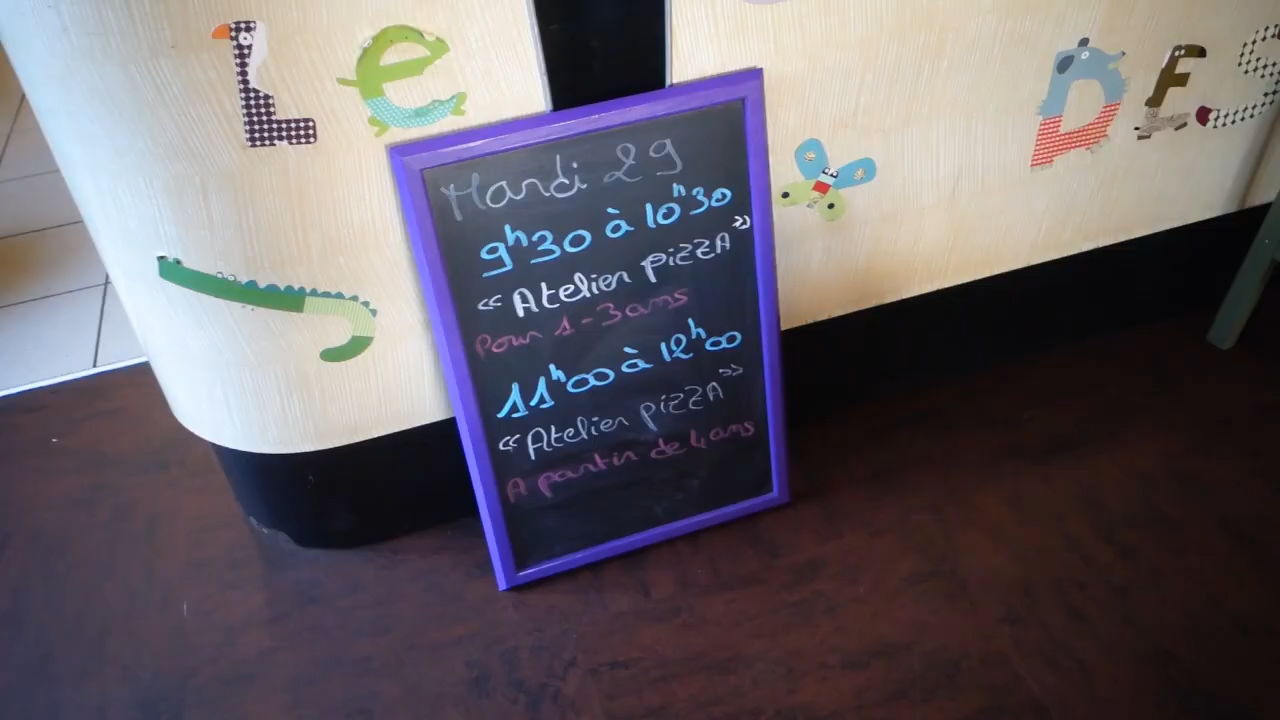 LE
DES
Mardi 29
9h30 à 10h30
« Atelier pizzA »
Pour 1-3 ans
11h00 à 12h00
« Atelier pizzA »
A partir de 4 ans